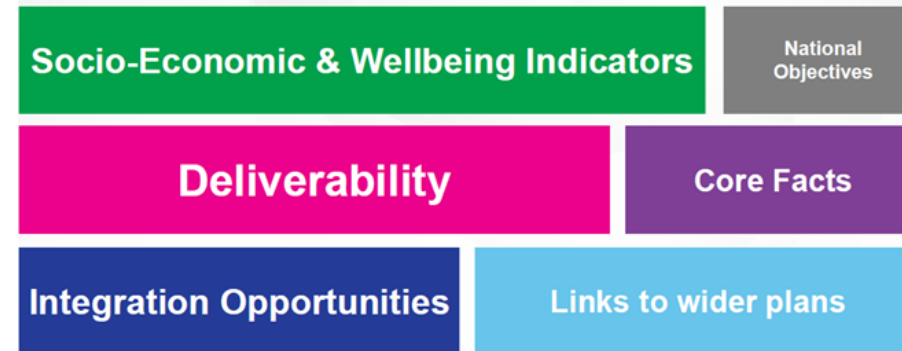 Socio-Economic & Wellbeing Indicators
National
Objectives
Deliverability
Core Facts
Integration Opportunities
Links to wider plans